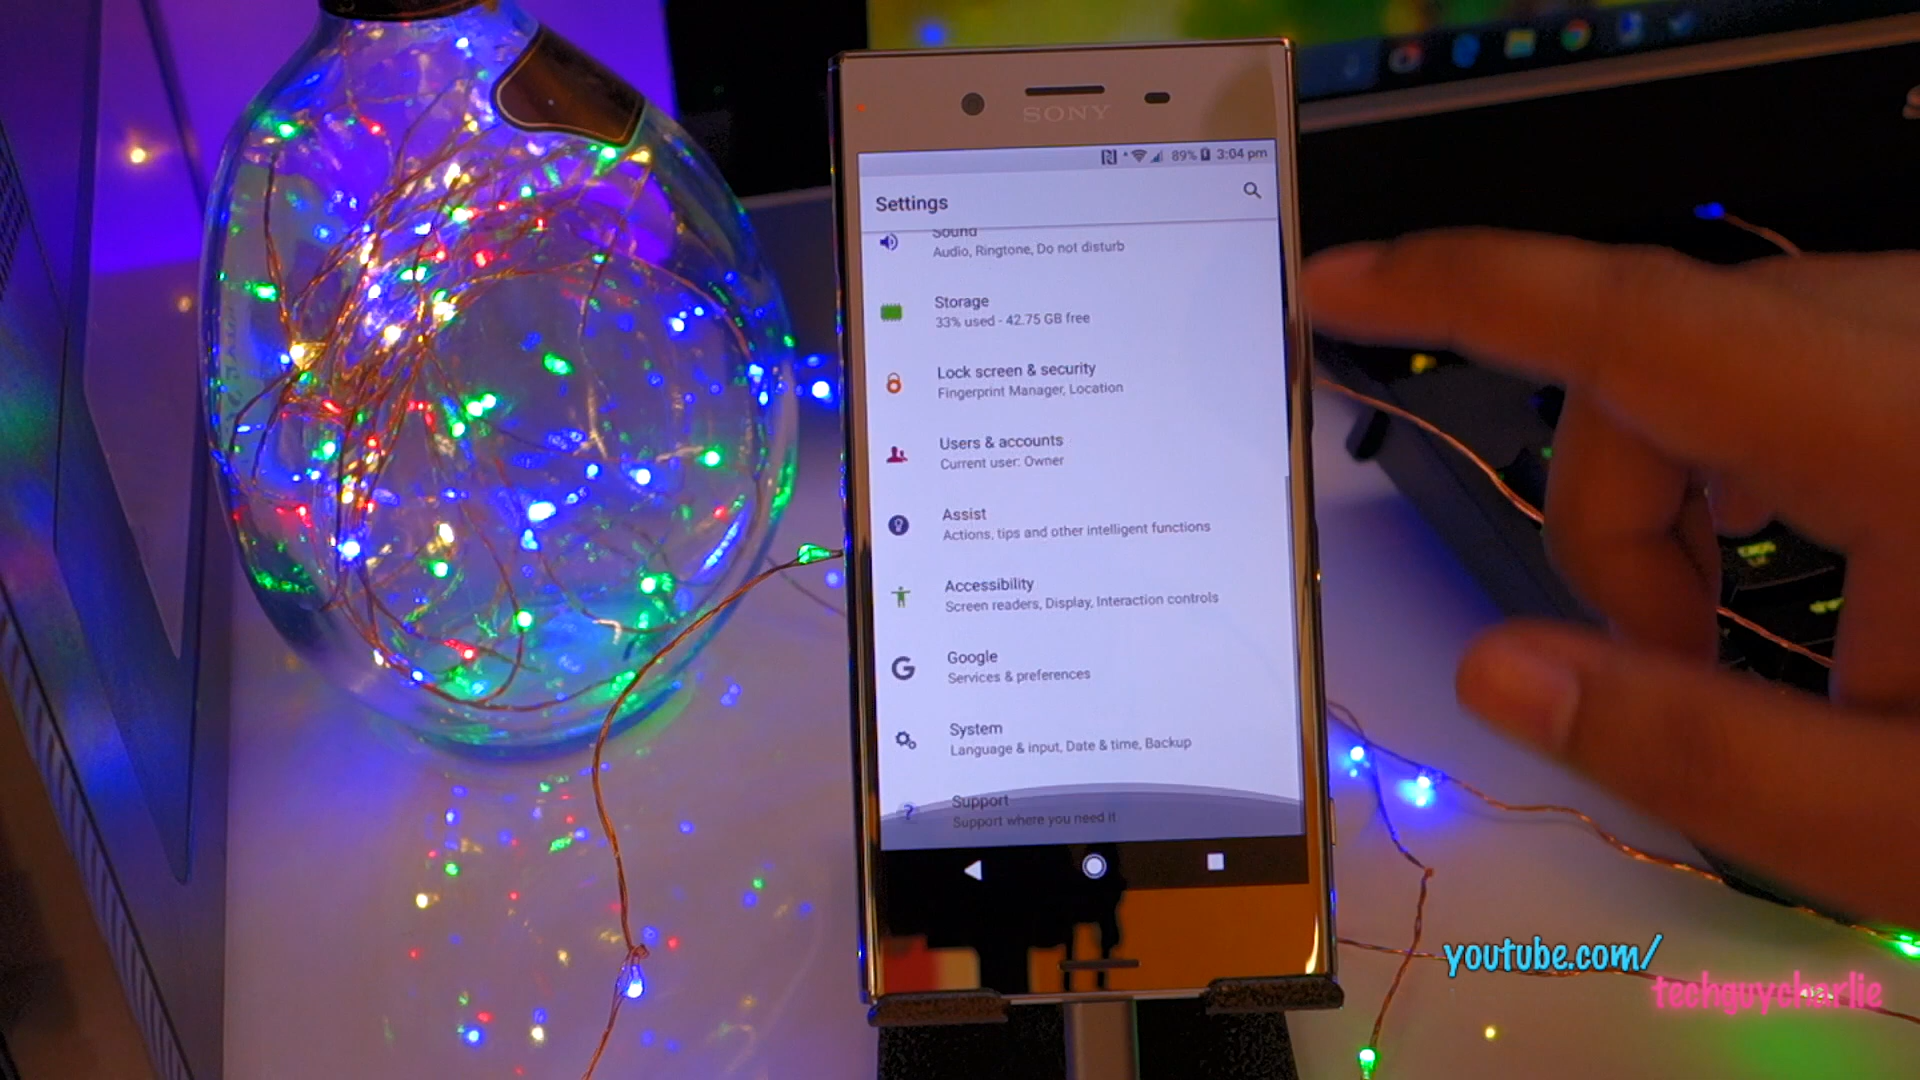 SONY
89% 3:04 pm
Settings
Sound
Audio, Ringtone, Do not disturb
Storage
33% used - 42.75 GB free
Lock screen & security
Fingerprint Manager, Location
Users & accounts
Current user: Owner
Assist
Actions, tips and other intelligent functions
Accessibility
Screen readers, Display, Interaction controls
Google
Services & preferences
System
Language & input, Date & time, Backup
Support
Support where you need it
youtube.com/
techguycharlie